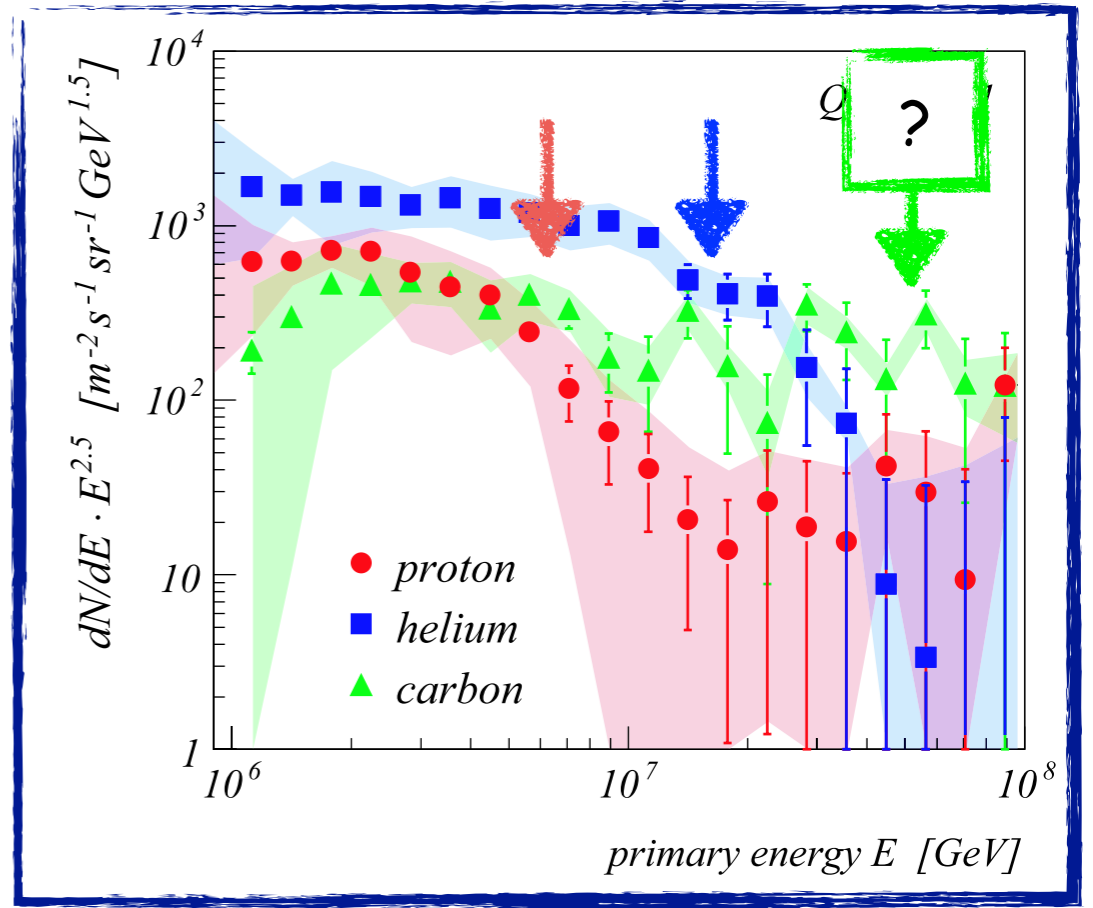 10^4
10^3
10^2
10
1
dN/dE · E^2.5 [m^-2 s^-1 sr^-1 GeV^1.5]
?
proton
helium
carbon
10^6
10^7
10^8
primary energy E [GeV]